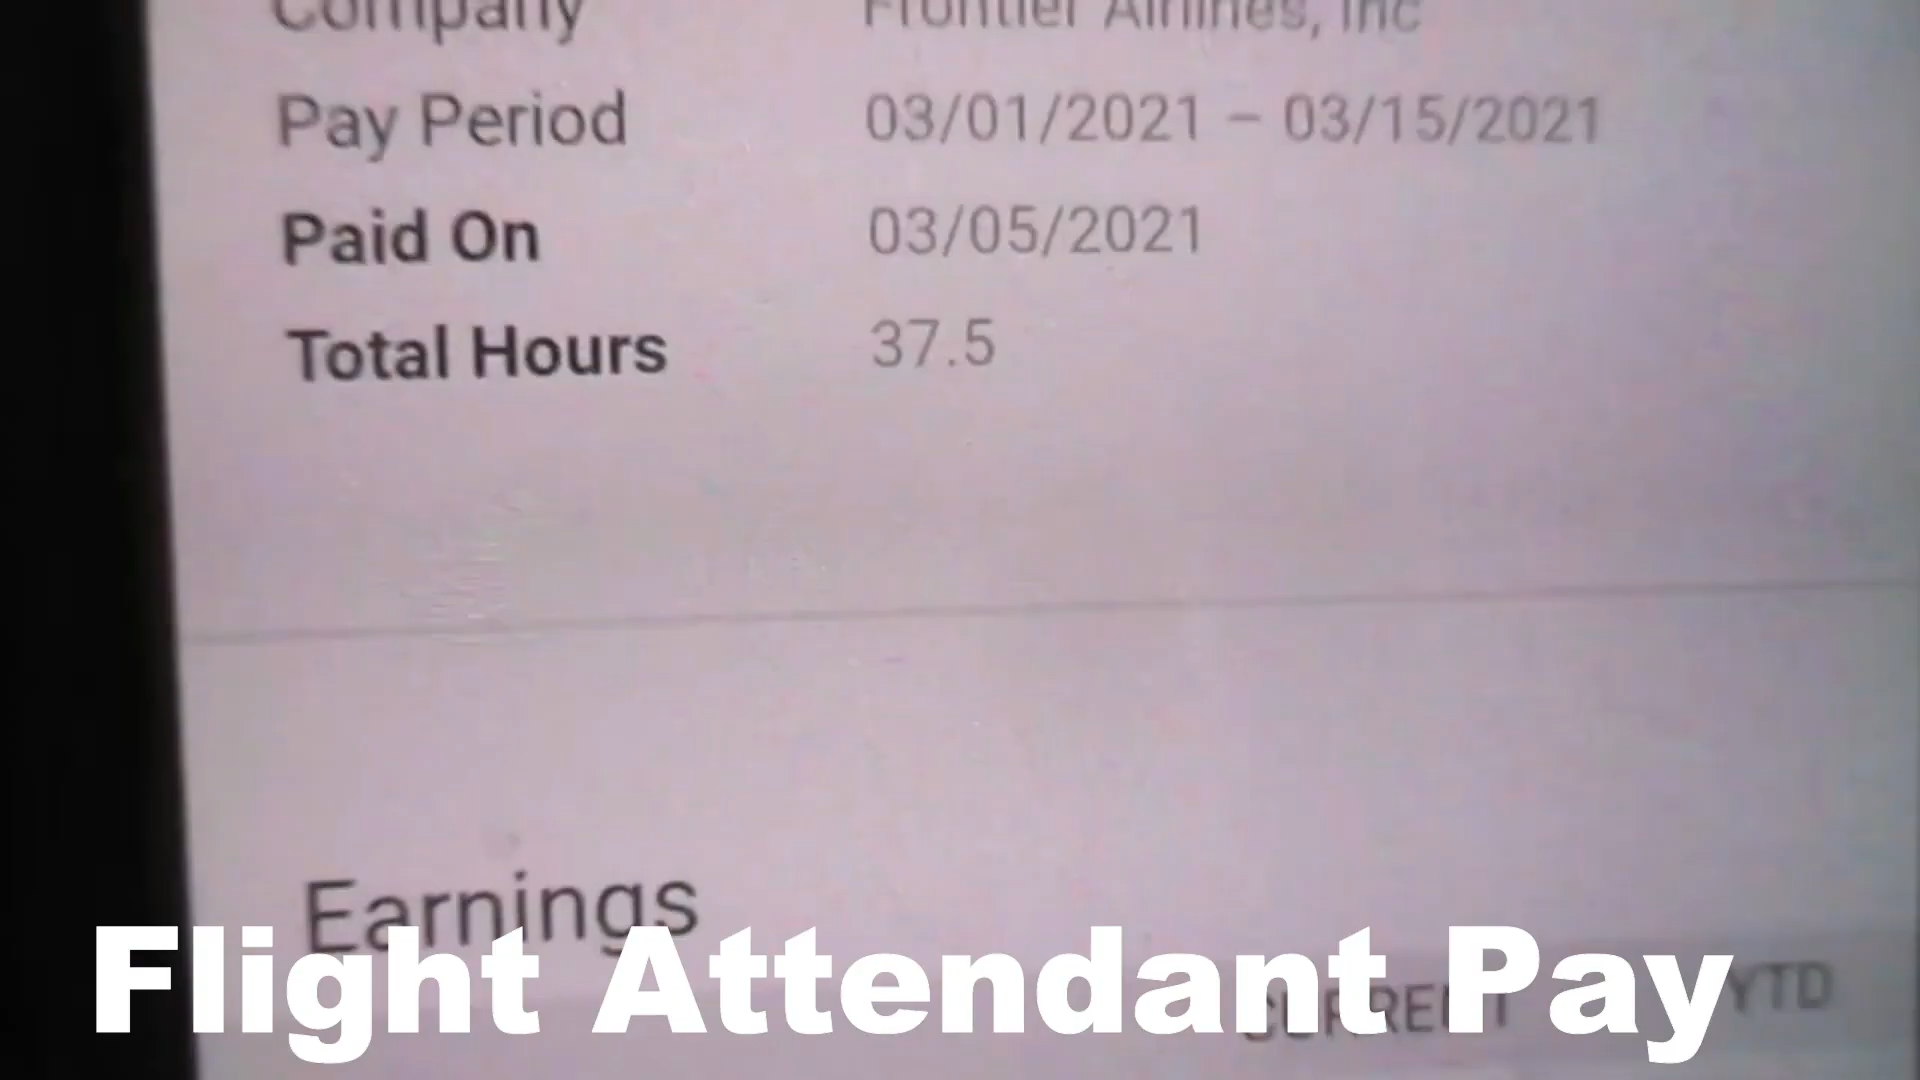 Company Frontier Airlines, Inc
Pay Period 03/01/2021 – 03/15/2021
Paid On 03/05/2021
Total Hours 37.5
Earnings
CURRENT YTD
Flight Attendant Pay